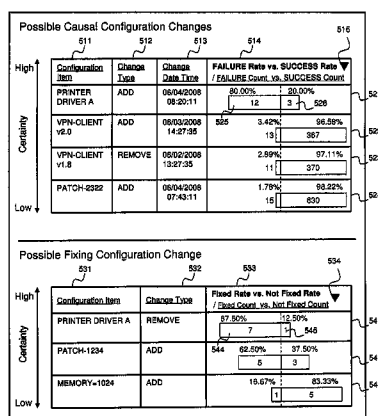 Possible Causal Configuration Changes
511 512 513 514 516
High
Configuration Item Change Type Change Date Time FAILURE Rate vs. SUCCESS Rate
/ FAILURE Count vs. SUCCESS Count
PRINTER DRIVER A ADD 06/04/2008 08:20:11 80.00% 20.00%
12 3 526
525
VPN-CLIENT v2.0 ADD 06/03/2008 14:27:35 3.42% 96.58%
13 367
VPN-CLIENT v1.8 REMOVE 06/02/2008 13:27:35 2.89% 97.11%
11 370
PATCH-2322 ADD 06/04/2008 07:43:11 1.78% 98.22%
15 830
Certainty
Low
Possible Fixing Configuration Change
531 532 533 534
High
Configuration Item Change Type Fixed Rate vs. Not Fixed Rate
/ Fixed Count vs. Not Fixed Count
PRINTER DRIVER A REMOVE 87.50% 12.50%
7 1 546
544
PATCH-1234 ADD 62.50% 37.50%
5 3
MEMORY=1024 ADD 16.67% 83.33%
1 5
Certainty
Low